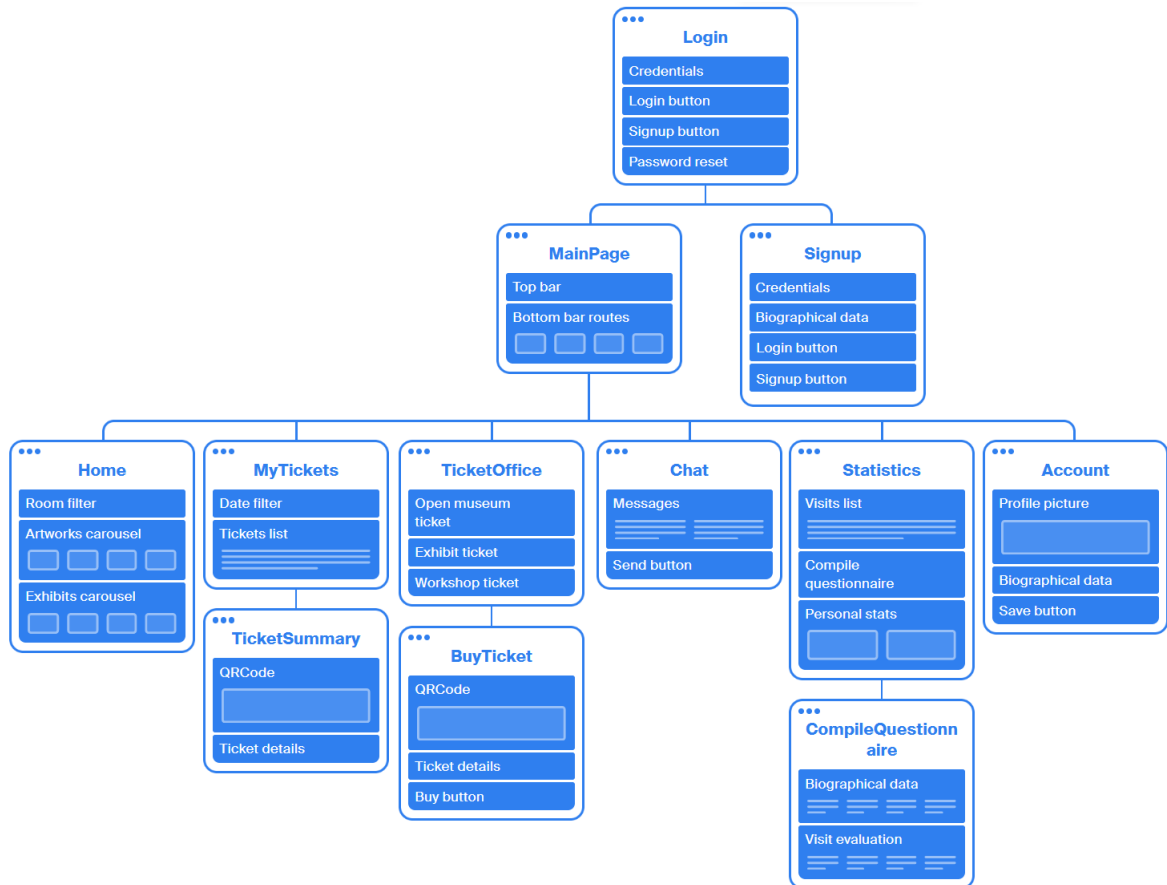 Login
Credentials
Login button
Signup button
Password reset
MainPage
Top bar
Bottom bar routes
Signup
Credentials
Biographical data
Login button
Signup button
Home
Room filter
Artworks carousel
Exhibits carousel
MyTickets
Date filter
Tickets list
TicketOffice
Open museum
ticket
Exhibit ticket
Workshop ticket
Chat
Messages
Send button
Statistics
Visits list
Compile
questionnaire
Personal stats
Account
Profile picture
Biographical data
Save button
TicketSummary
QRCode
Ticket details
BuyTicket
QRCode
Ticket details
Buy button
CompileQuestionn
aire
Biographical data
Visit evaluation